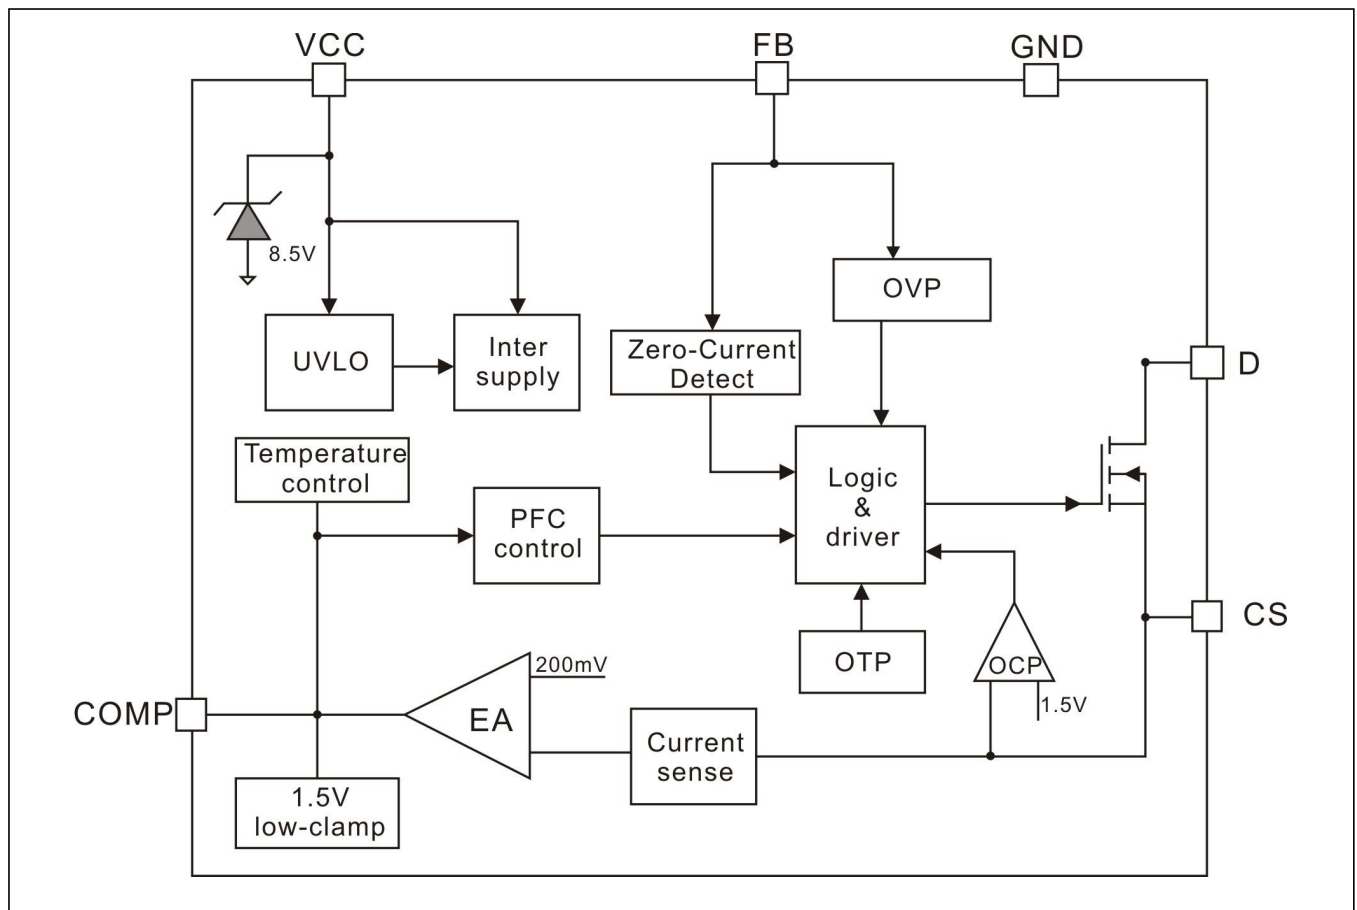 VCC
FB
GND
8.5V
OVP
UVLO
Inter
supply
Zero-Current
Detect
D
Temperature
control
PFC
control
Logic
&
driver
CS
OTP
OCP
200mV
1.5V
COMP
EA
Current
sense
1.5V
low-clamp